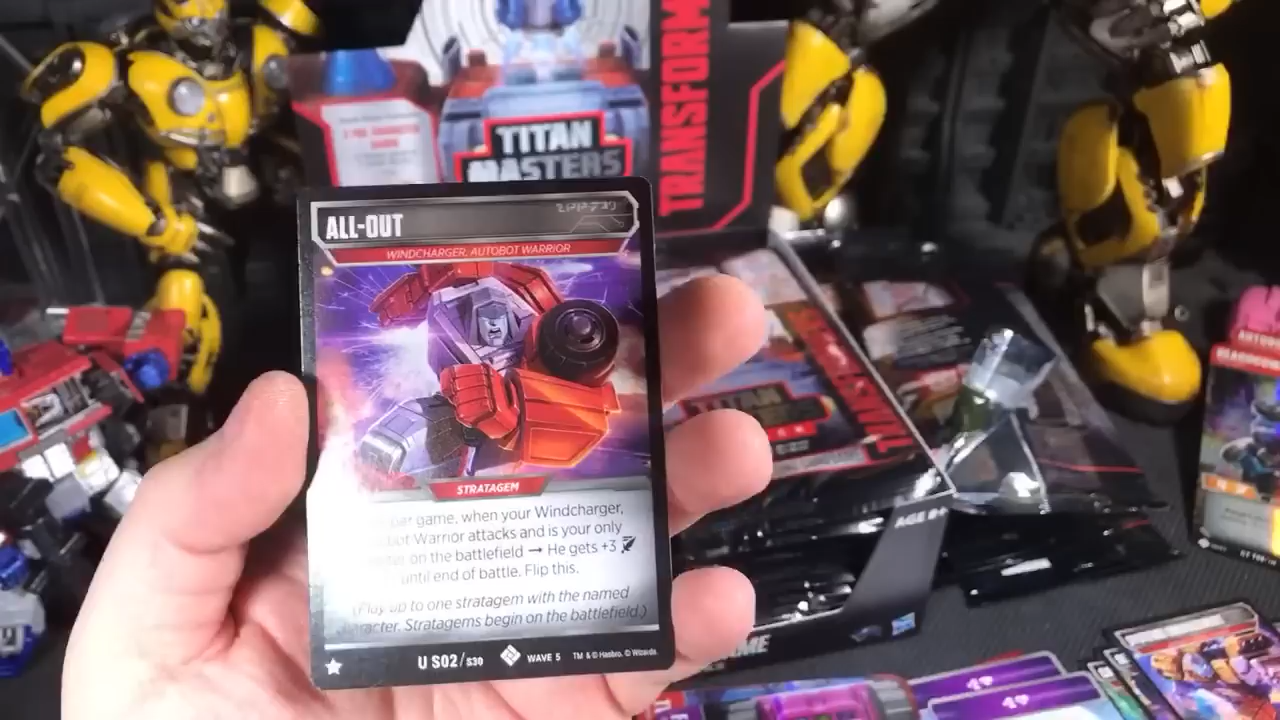 TITAN
MASTERS
TRANSFORM
ALL-OUT
WINDCHARGER, AUTOBOT WARRIOR
STRATAGEM
per game, when your Windcharger,
Warrior attacks and is your only
on the battlefield → He gets +3
until end of battle. Flip this.
(Play up to one stratagem with the named
character. Stratagems begin on the battlefield.)
U S02/S30
WAVE 5
TM & © Hasbro. © Wizards.
TITAN
AGE 8+